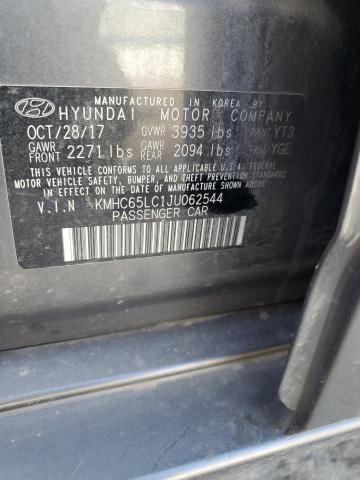 MANUFACTURED IN KOREA BY
HYUNDAI MOTOR COMPANY
OCT/28/17 GVWR 3935 lbs PAINT YT3
GAWR FRONT 2271 lbs GAWR REAR 2094 lbs TRIM YGE
THIS VEHICLE CONFORMS TO ALL APPLICABLE U.S.A. FEDERAL
MOTOR VEHICLE SAFETY, BUMPER, AND THEFT PREVENTION
STANDARDS IN EFFECT ON THE DATE OF MANUFACTURE SHOWN ABOVE.
V.I.N KMHC65LC1JU062544
PASSENGER CAR